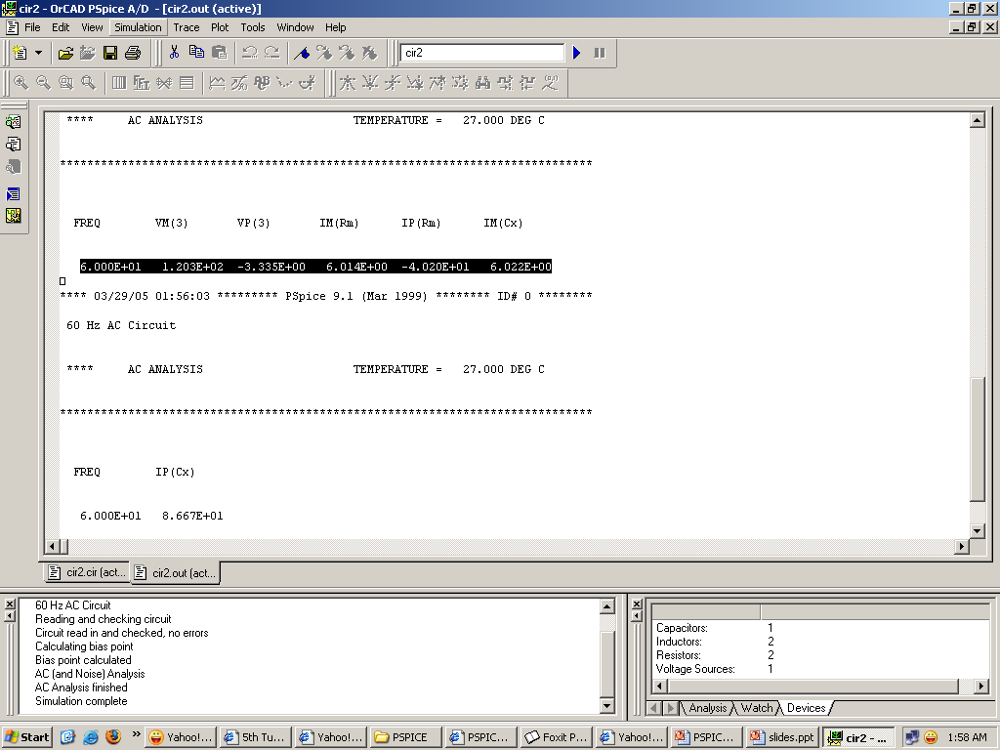 cir2 - OrCAD PSpice A/D - [cir2.out (active)]
File Edit View Simulation Trace Plot Tools Window Help
cir2
**** AC ANALYSIS TEMPERATURE = 27.000 DEG C
******************************************************************************
FREQ VM(3) VP(3) IM(Rm) IP(Rm) IM(Cx)
6.000E+01 1.203E+02 -3.335E+00 6.014E+00 -4.020E+01 6.022E+00
**** 03/29/05 01:56:03 ********* PSpice 9.1 (Mar 1999) ******** ID# 0 ********
60 Hz AC Circuit
**** AC ANALYSIS TEMPERATURE = 27.000 DEG C
******************************************************************************
FREQ IP(Cx)
6.000E+01 8.667E+01
cir2.cir (act... cir2.out (act...
60 Hz AC Circuit
Reading and checking circuit
Circuit read in and checked, no errors
Calculating bias point
Bias point calculated
AC (and Noise) Analysis
AC Analysis finished
Simulation complete
Capacitors: 1
Inductors: 2
Resistors: 2
Voltage Sources: 1
Analysis Watch Devices
Start » Yahoo!... 5th Tu... Yahoo!... PSPICE PSPIC... Foxit P... Yahoo!... PSPIC... slides.ppt cir2 - ... 1:58 AM